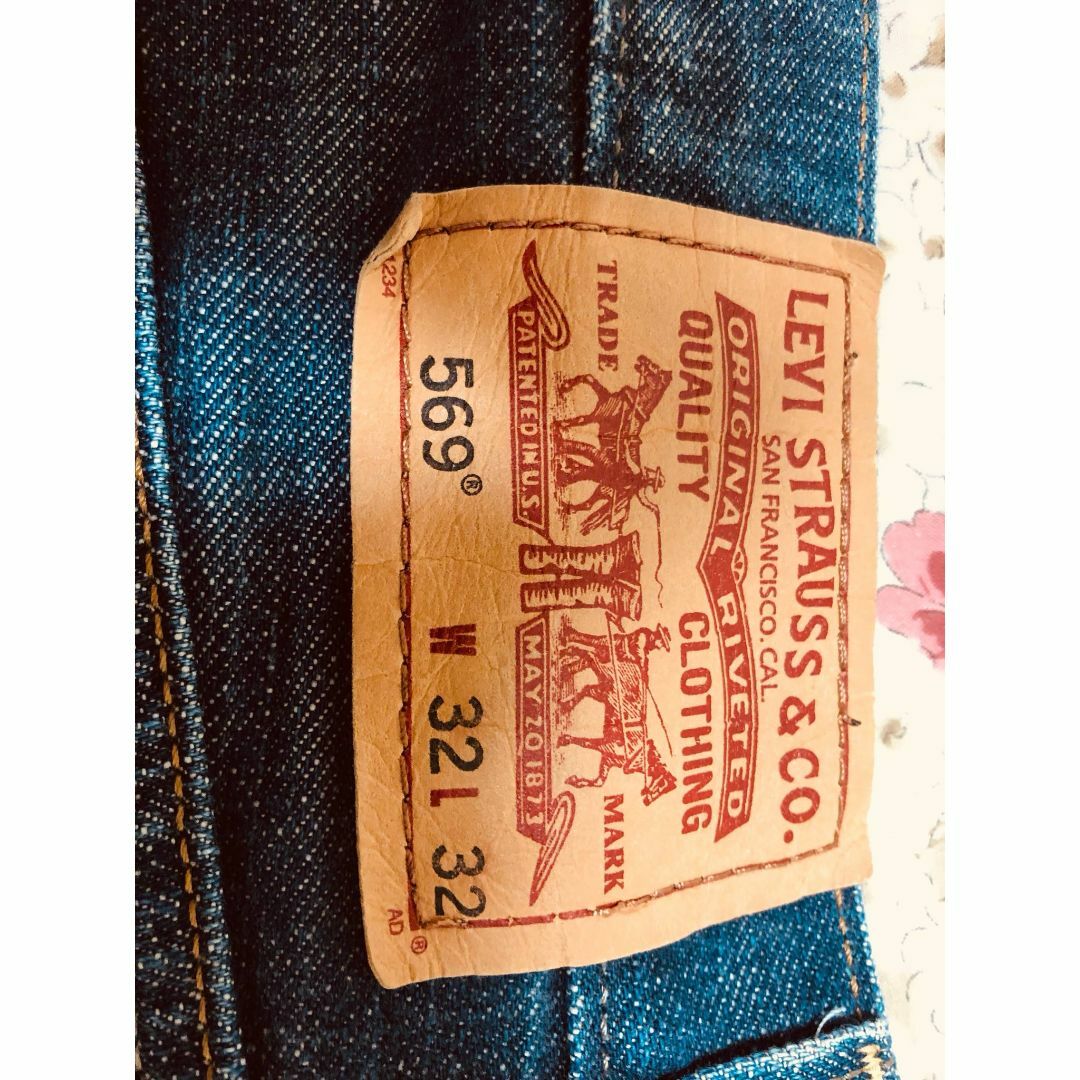 LEVI STRAUSS & CO.
SAN FRANCISCO. CAL.
ORIGINAL RIVETED
QUALITY CLOTHING
TRADE MARK
PATENTED IN U.S. MAY 20 1873
569® W 32 L 32
1234 AD ®